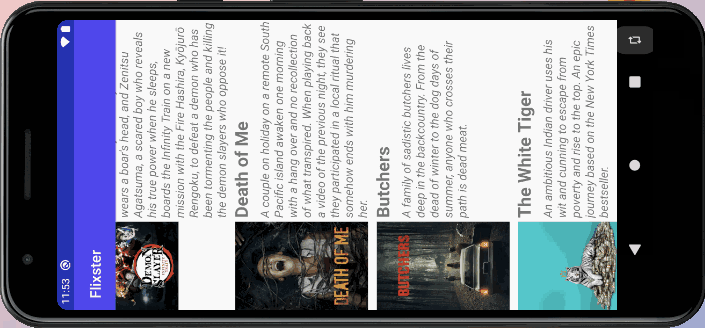 11:53
Flixster
wears a boar's head, and Zenitsu
Agatsuma, a scared boy who reveals
his true power when he sleeps,
boards the Infinity Train on a new
mission with the Fire Hashira, Kyōjurō
Rengoku, to defeat a demon who has
been tormenting the people and killing
the demon slayers who oppose it!
DEMON
SLAYER
Death of Me
A couple on holiday on a remote South
Pacific island awaken one morning
with a hang over and no recollection
of what transpired. When playing back
a video of the previous night, they see
they participated in a local ritual that
somehow ends with him murdering
her.
DEATH OF ME
Butchers
A family of sadistic butchers lives
deep in the backcountry. From the
dead of winter to the dog days of
summer, anyone who crosses their
path is dead meat.
BUTCHERS
The White Tiger
An ambitious Indian driver uses his
wit and cunning to escape from
poverty and rise to the top. An epic
journey based on the New York Times
bestseller.